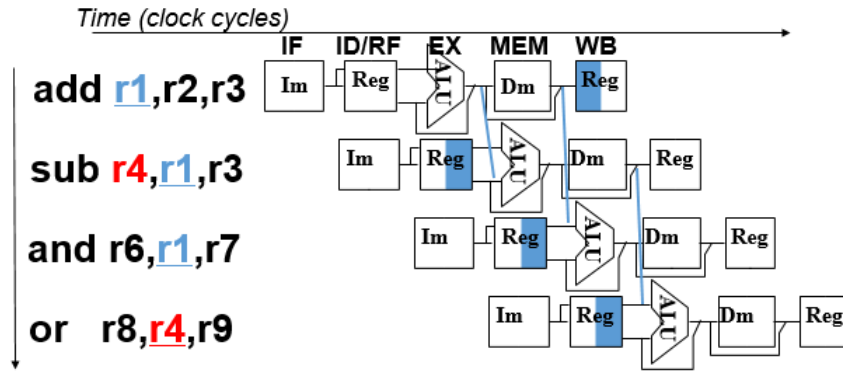 Time (clock cycles)
IF ID/RF EX MEM WB
add r1,r2,r3 Im Reg ALU Dm Reg
sub r4,r1,r3 Im Reg ALU Dm Reg
and r6,r1,r7 Im Reg ALU Dm Reg
or r8,r4,r9 Im Reg ALU Dm Reg